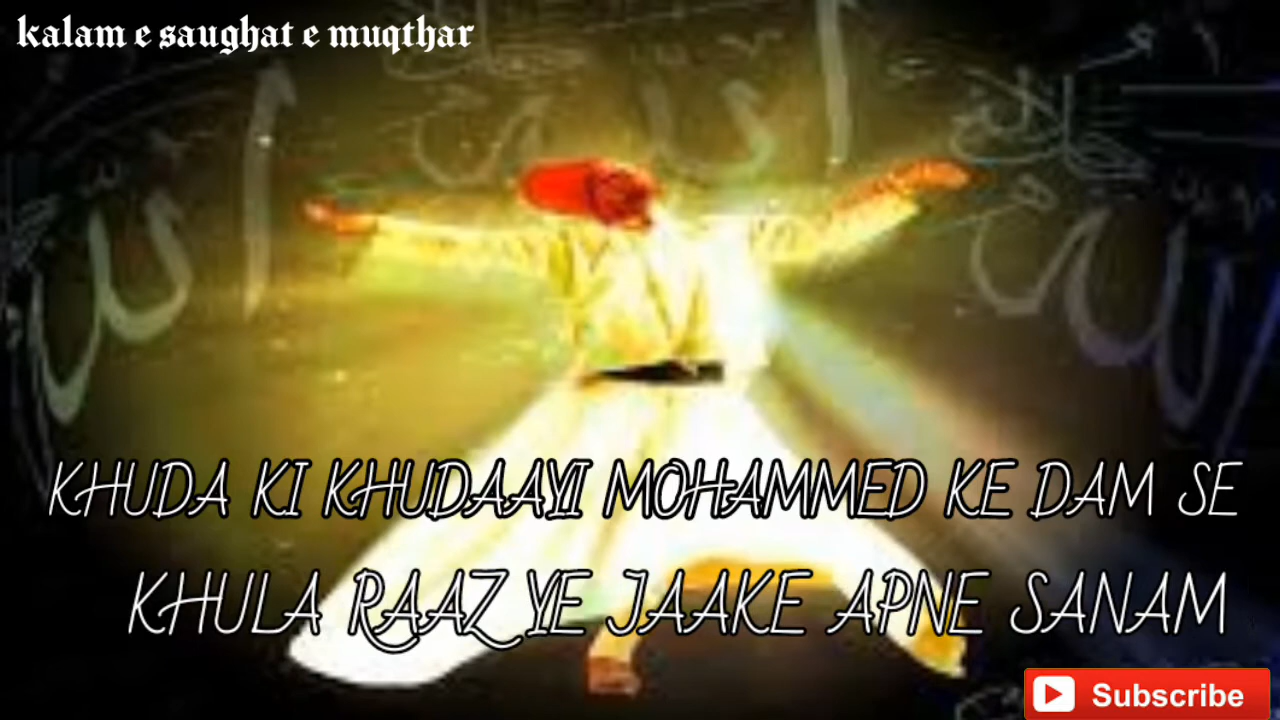 kalam e saughat e muqthar
KHUDA KI KHUDAAYI MOHAMMED KE DAM SE
KHULA RAAZ YE JAAKE APNE SANAM
Subscribe